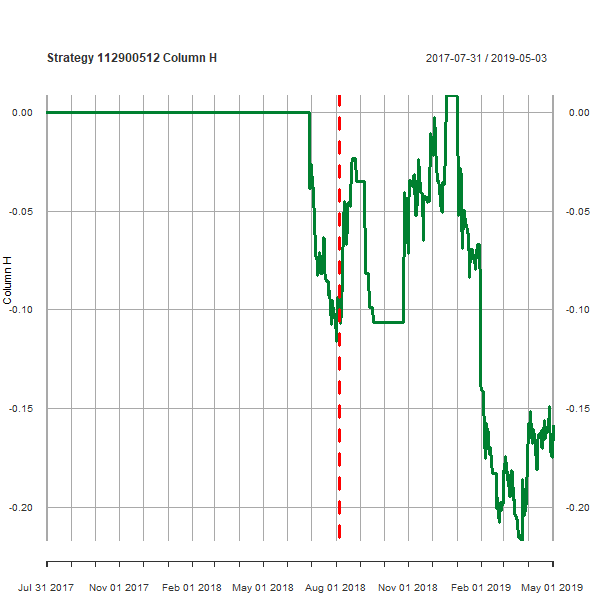 Strategy 112900512 Column H
2017-07-31 / 2019-05-03
0.00 0.00
-0.05 -0.05
Column H
-0.10 -0.10
-0.15 -0.15
-0.20 -0.20
Jul 31 2017 Nov 01 2017 Feb 01 2018 May 01 2018 Aug 01 2018 Nov 01 2018 Feb 01 2019 May 01 2019